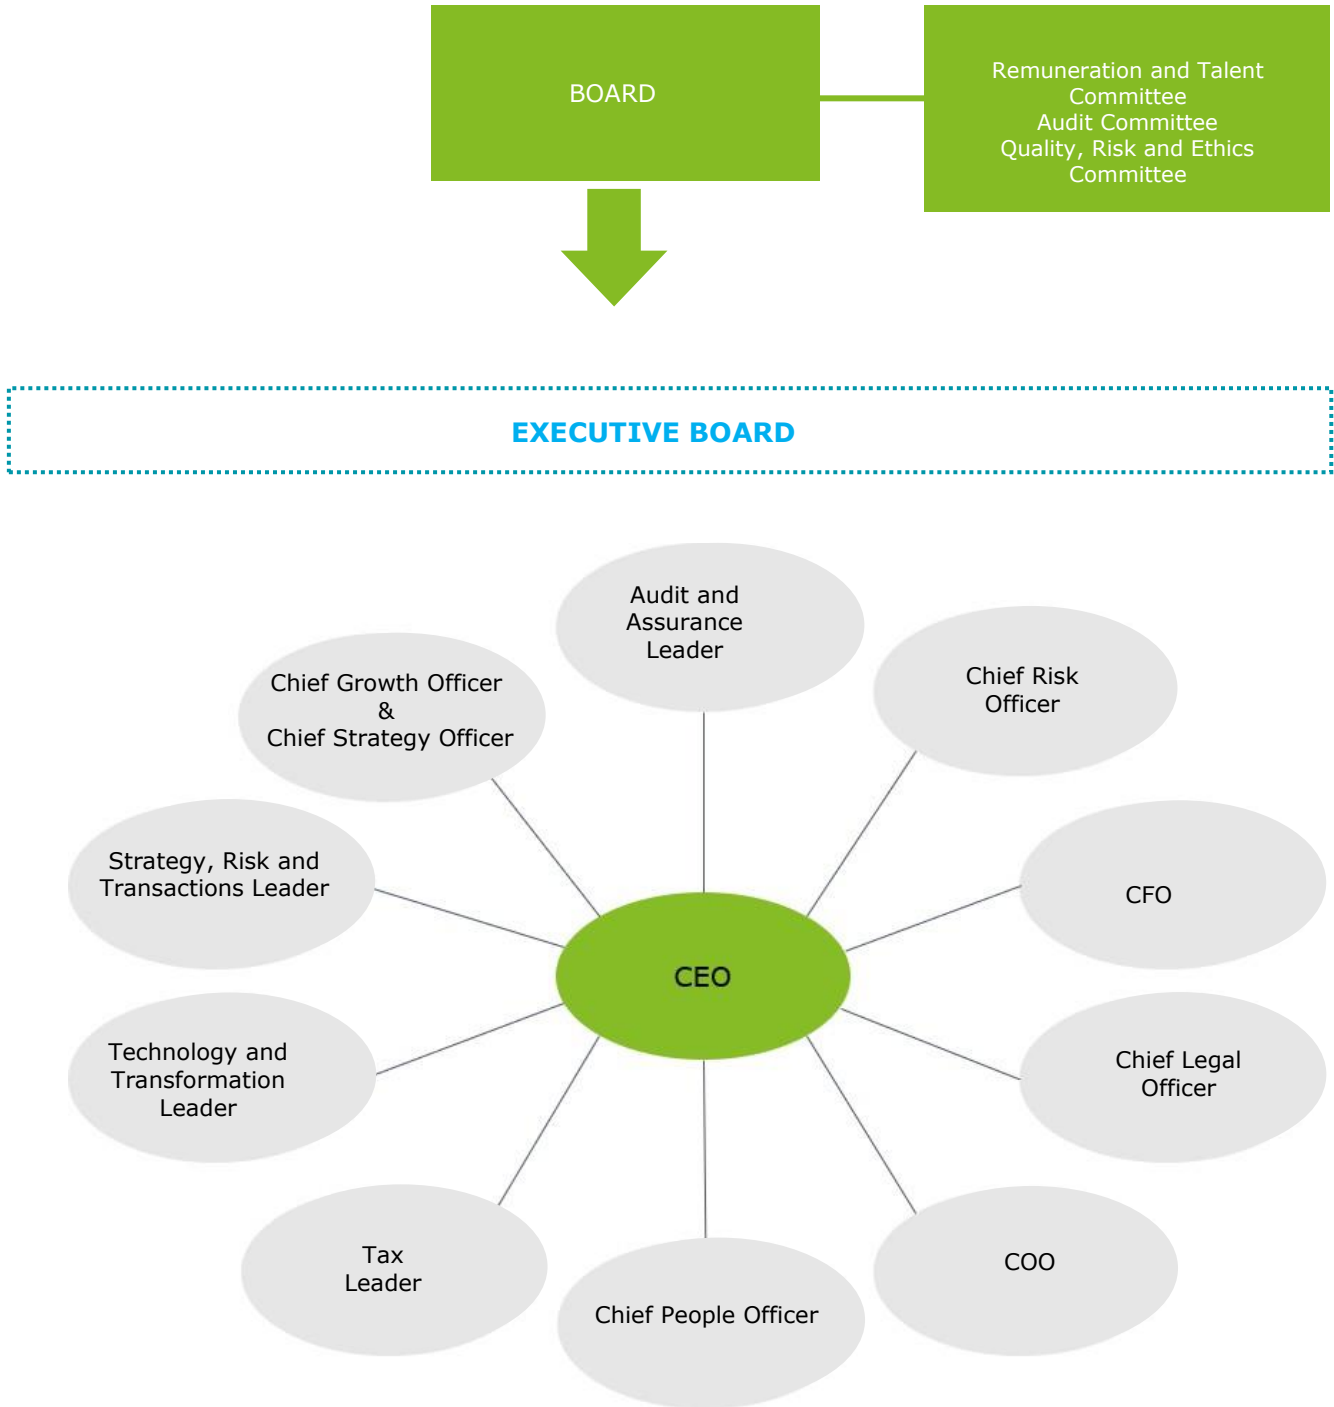 BOARD
Remuneration and Talent
Committee
Audit Committee
Quality, Risk and Ethics
Committee
EXECUTIVE BOARD
Audit and
Assurance
Leader
Chief Risk
Officer
Chief Growth Officer
&
Chief Strategy Officer
Strategy, Risk and
Transactions Leader
CFO
CEO
Technology and
Transformation
Leader
Chief Legal
Officer
Tax
Leader
COO
Chief People Officer